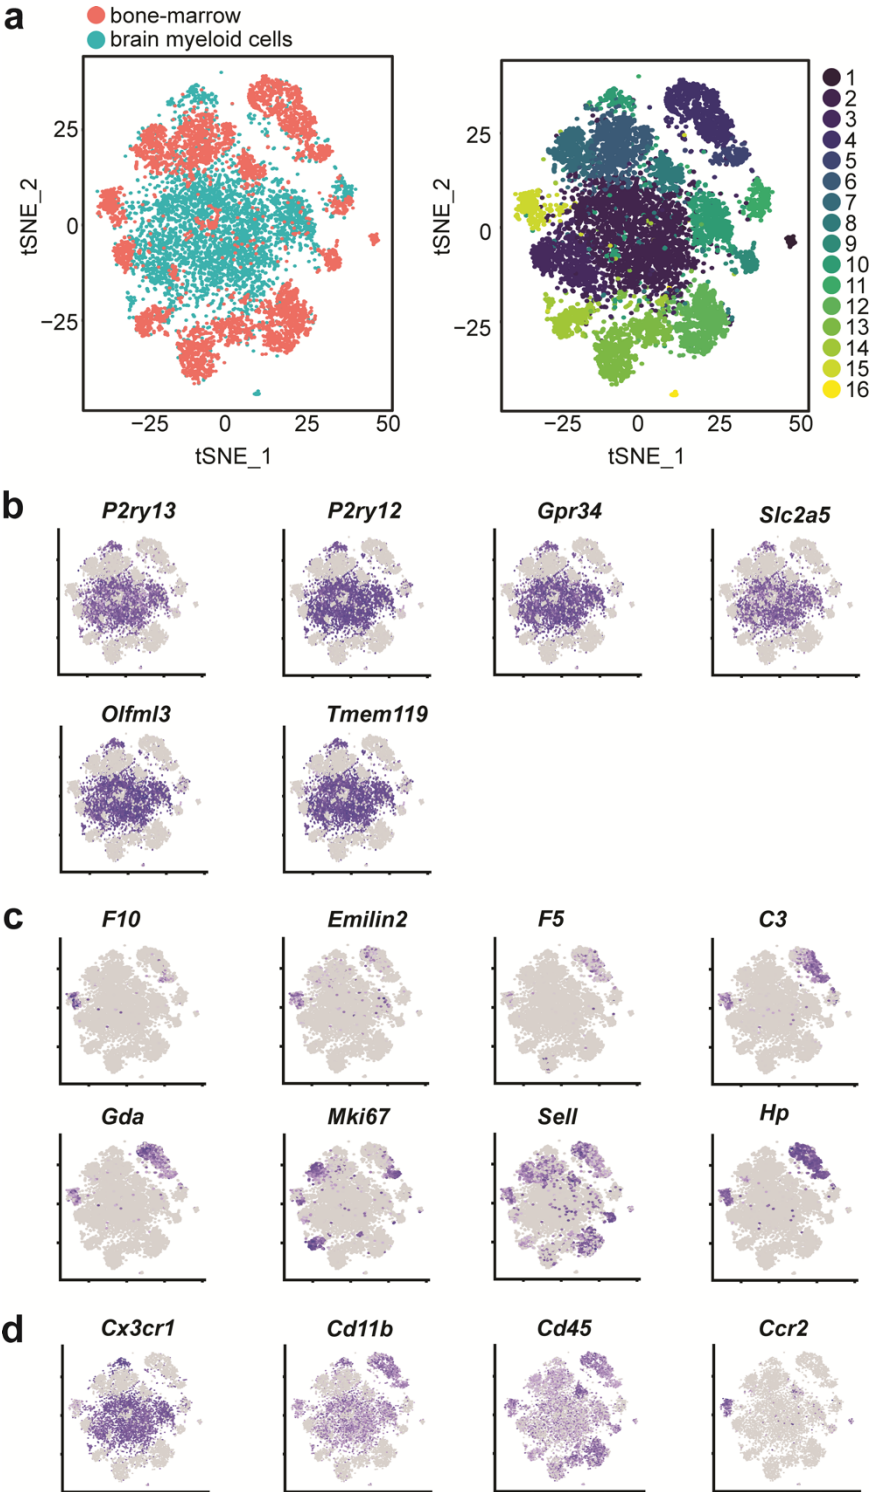 a
bone-marrow
brain myeloid cells
tSNE_2
25
0
−25
−25 0 25 50
tSNE_1
tSNE_2
25
0
−25
−25 0 25 50
tSNE_1
1
2
3
4
5
6
7
8
9
10
11
12
13
14
15
16
b
P2ry13 P2ry12 Gpr34 Slc2a5
Olfml3 Tmem119
c
F10 Emilin2 F5 C3
Gda Mki67 Sell Hp
d
Cx3cr1 Cd11b Cd45 Ccr2